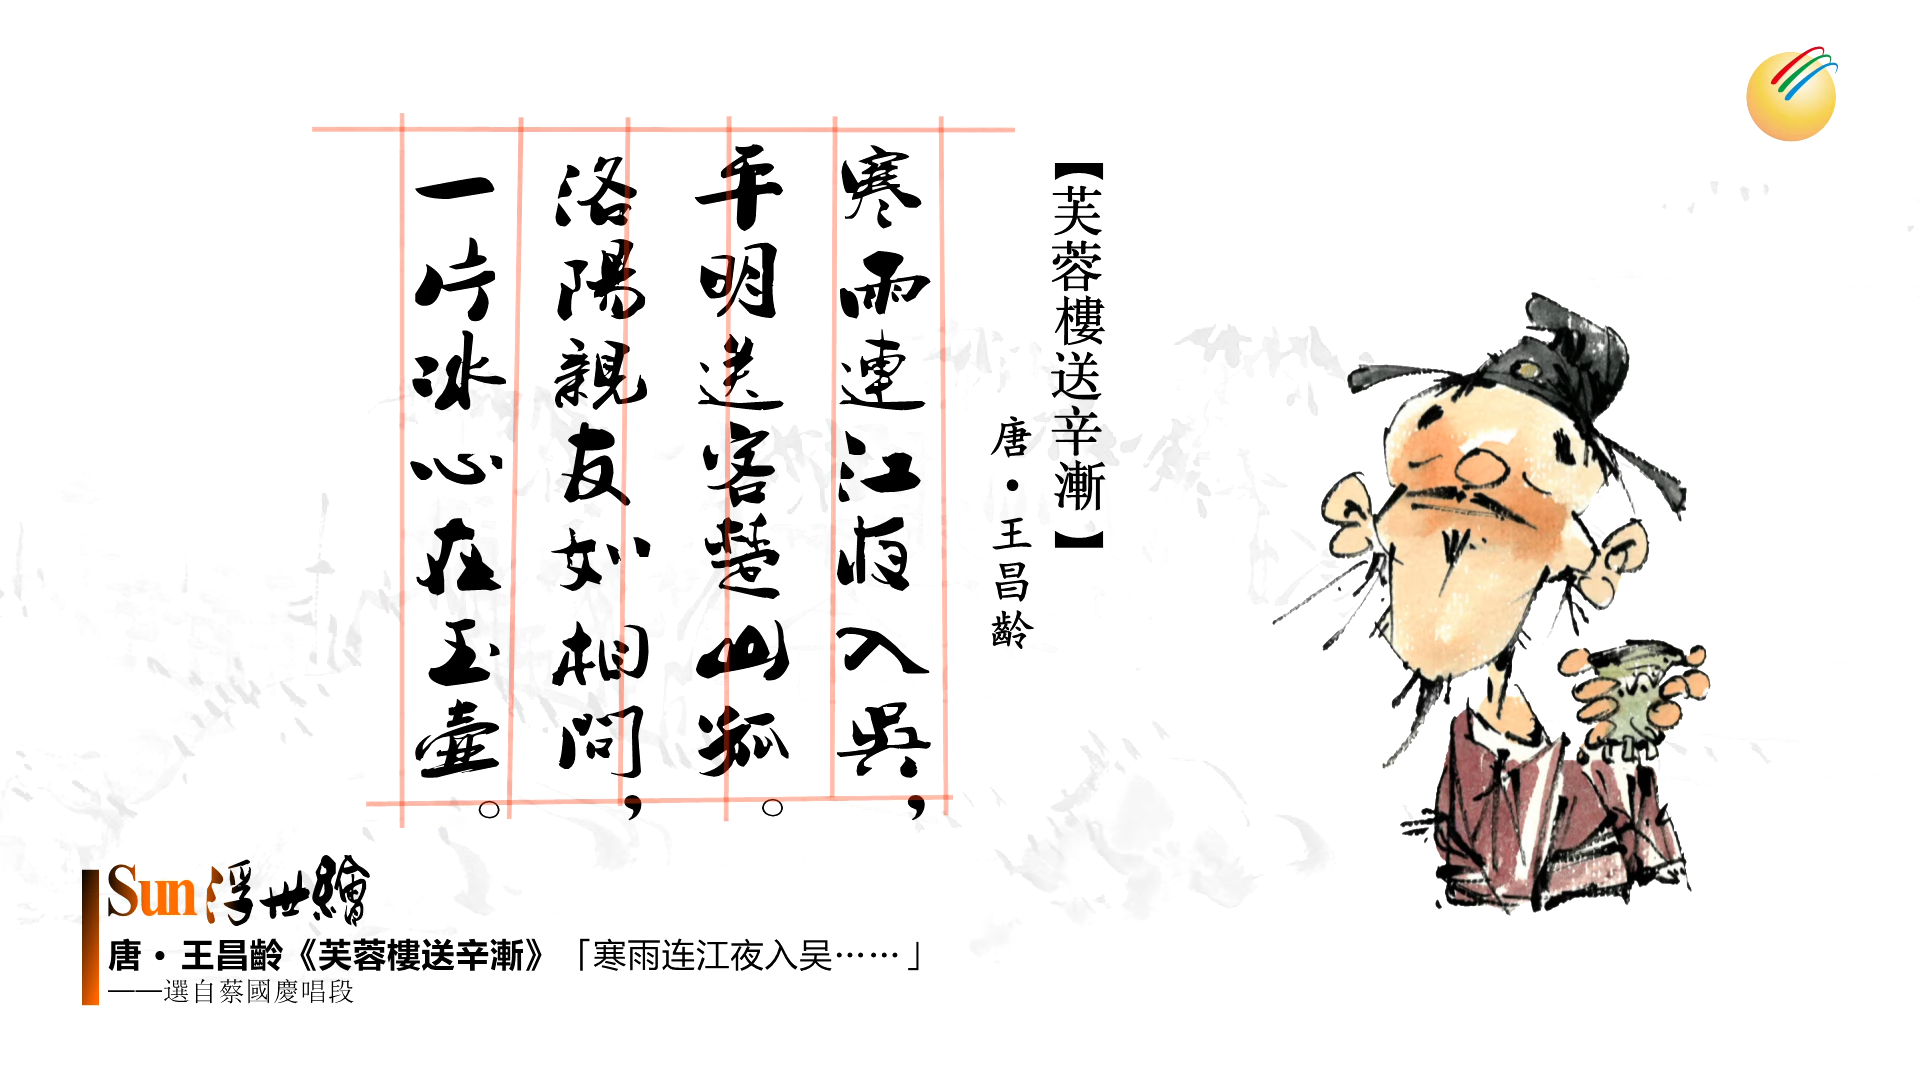 【芙蓉樓送辛漸】
唐·王昌齡
寒雨連江夜入吳，
平明送客楚山孤。
洛陽親友如相問，
一片冰心在玉壺。
Sun 浮世繪
唐·王昌齡《芙蓉樓送辛漸》「寒雨连江夜入吴……」
——選自蔡國慶唱段